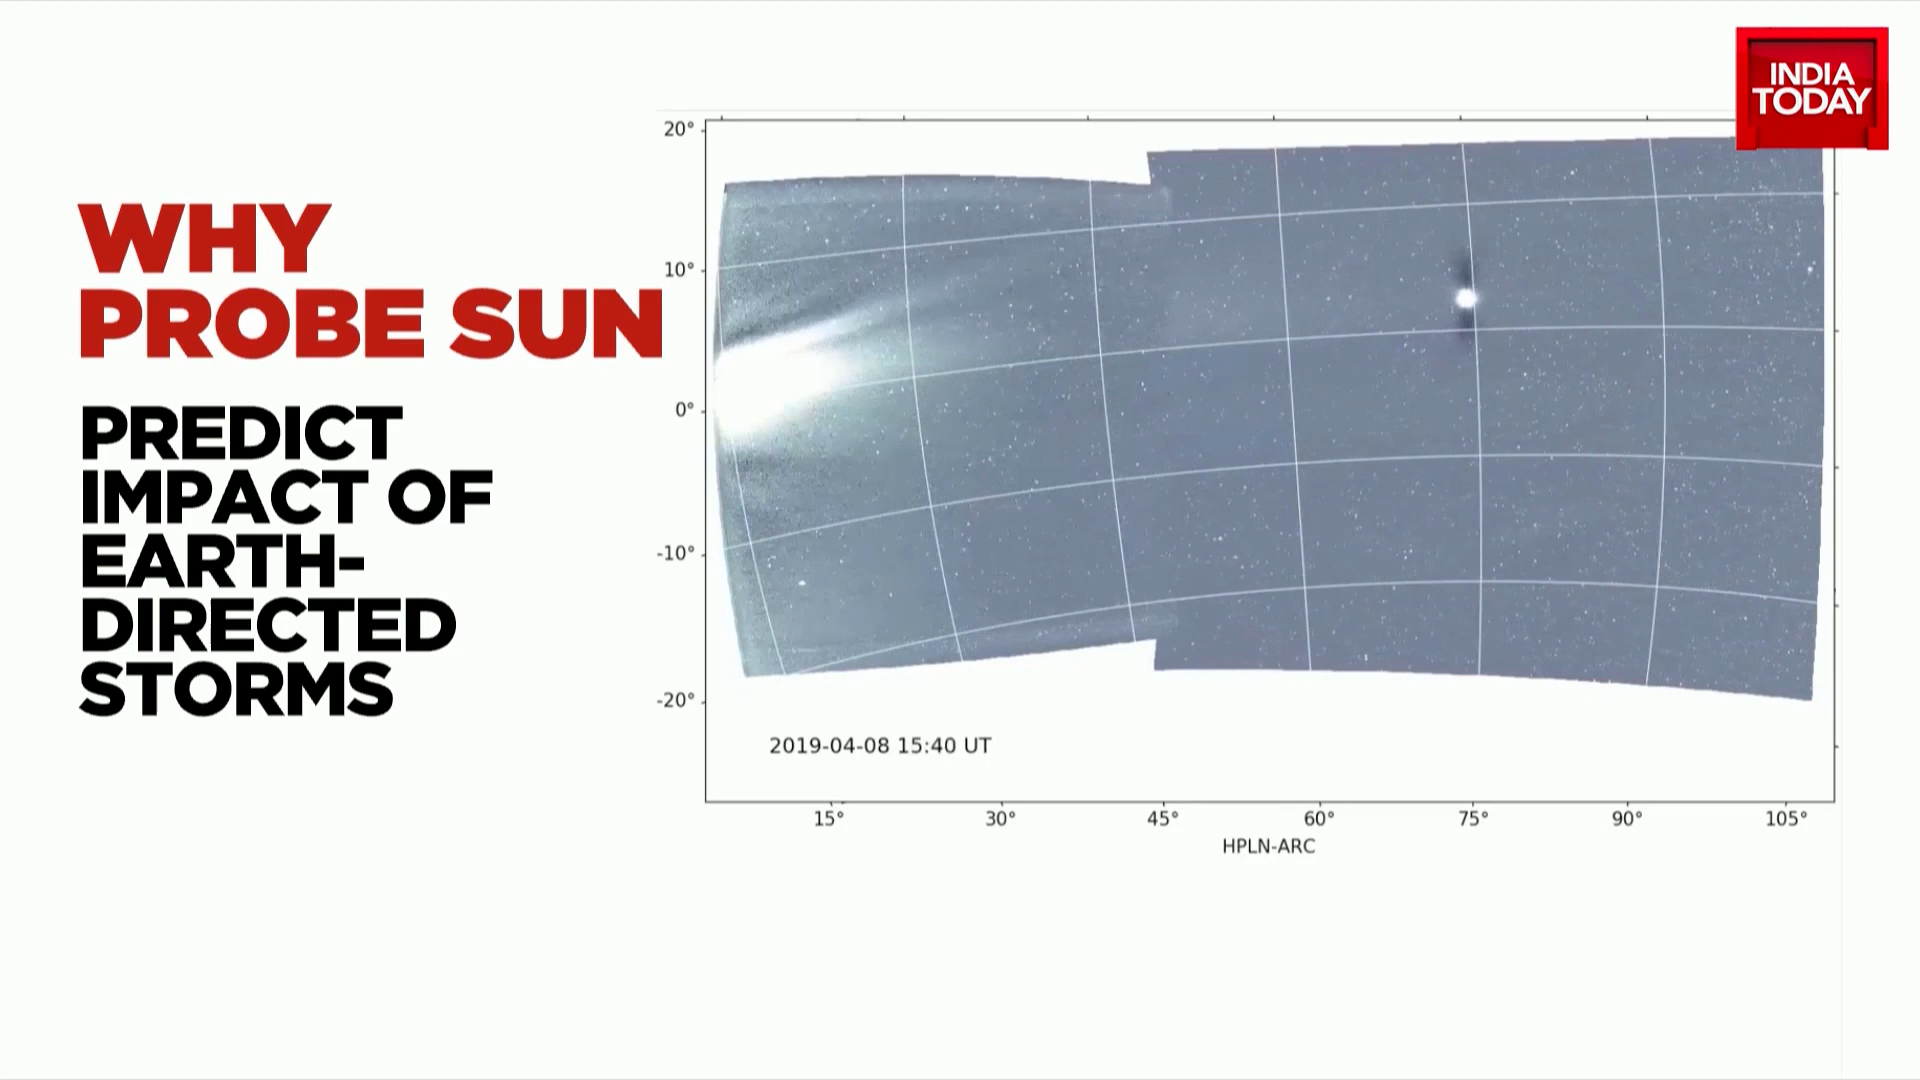 INDIA
TODAY
WHY
PROBE SUN
PREDICT
IMPACT OF
EARTH-
DIRECTED
STORMS
20°
10°
0°
-10°
-20°
2019-04-08 15:40 UT
15° 30° 45° 60° 75° 90° 105°
HPLN-ARC